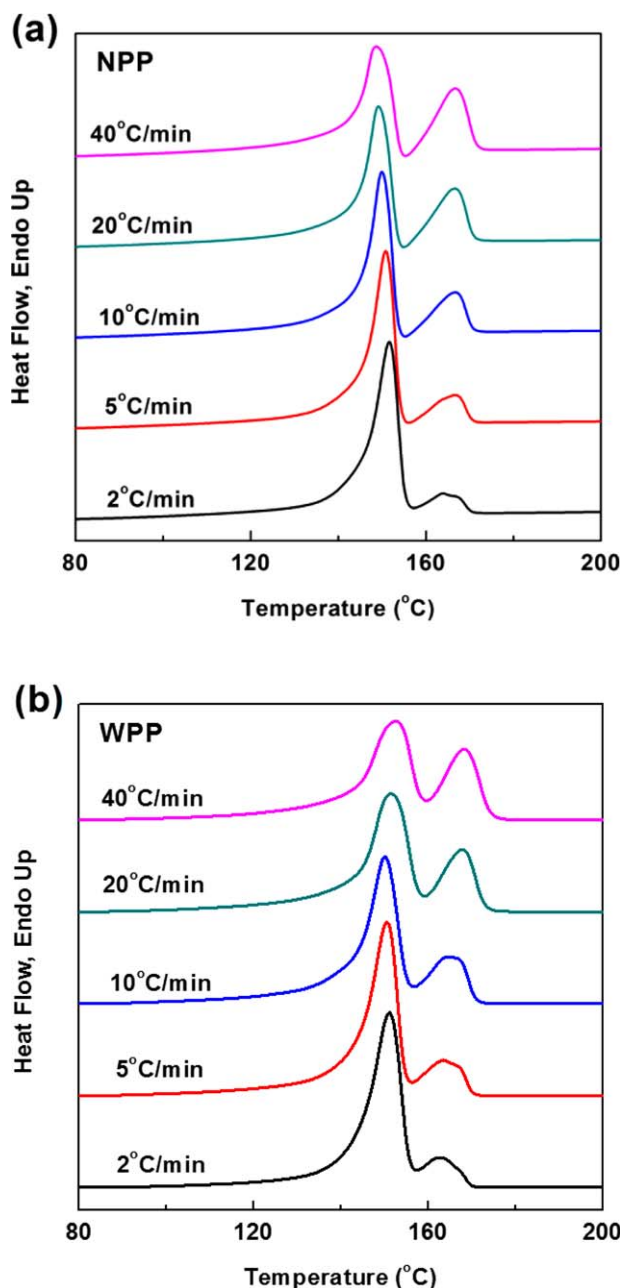 (a)
NPP
40°C/min
20°C/min
10°C/min
5°C/min
2°C/min
Heat Flow, Endo Up
80 120 160 200
Temperature (°C)
(b)
WPP
40°C/min
20°C/min
10°C/min
5°C/min
2°C/min
Heat Flow, Endo Up
80 120 160 200
Temperature (°C)